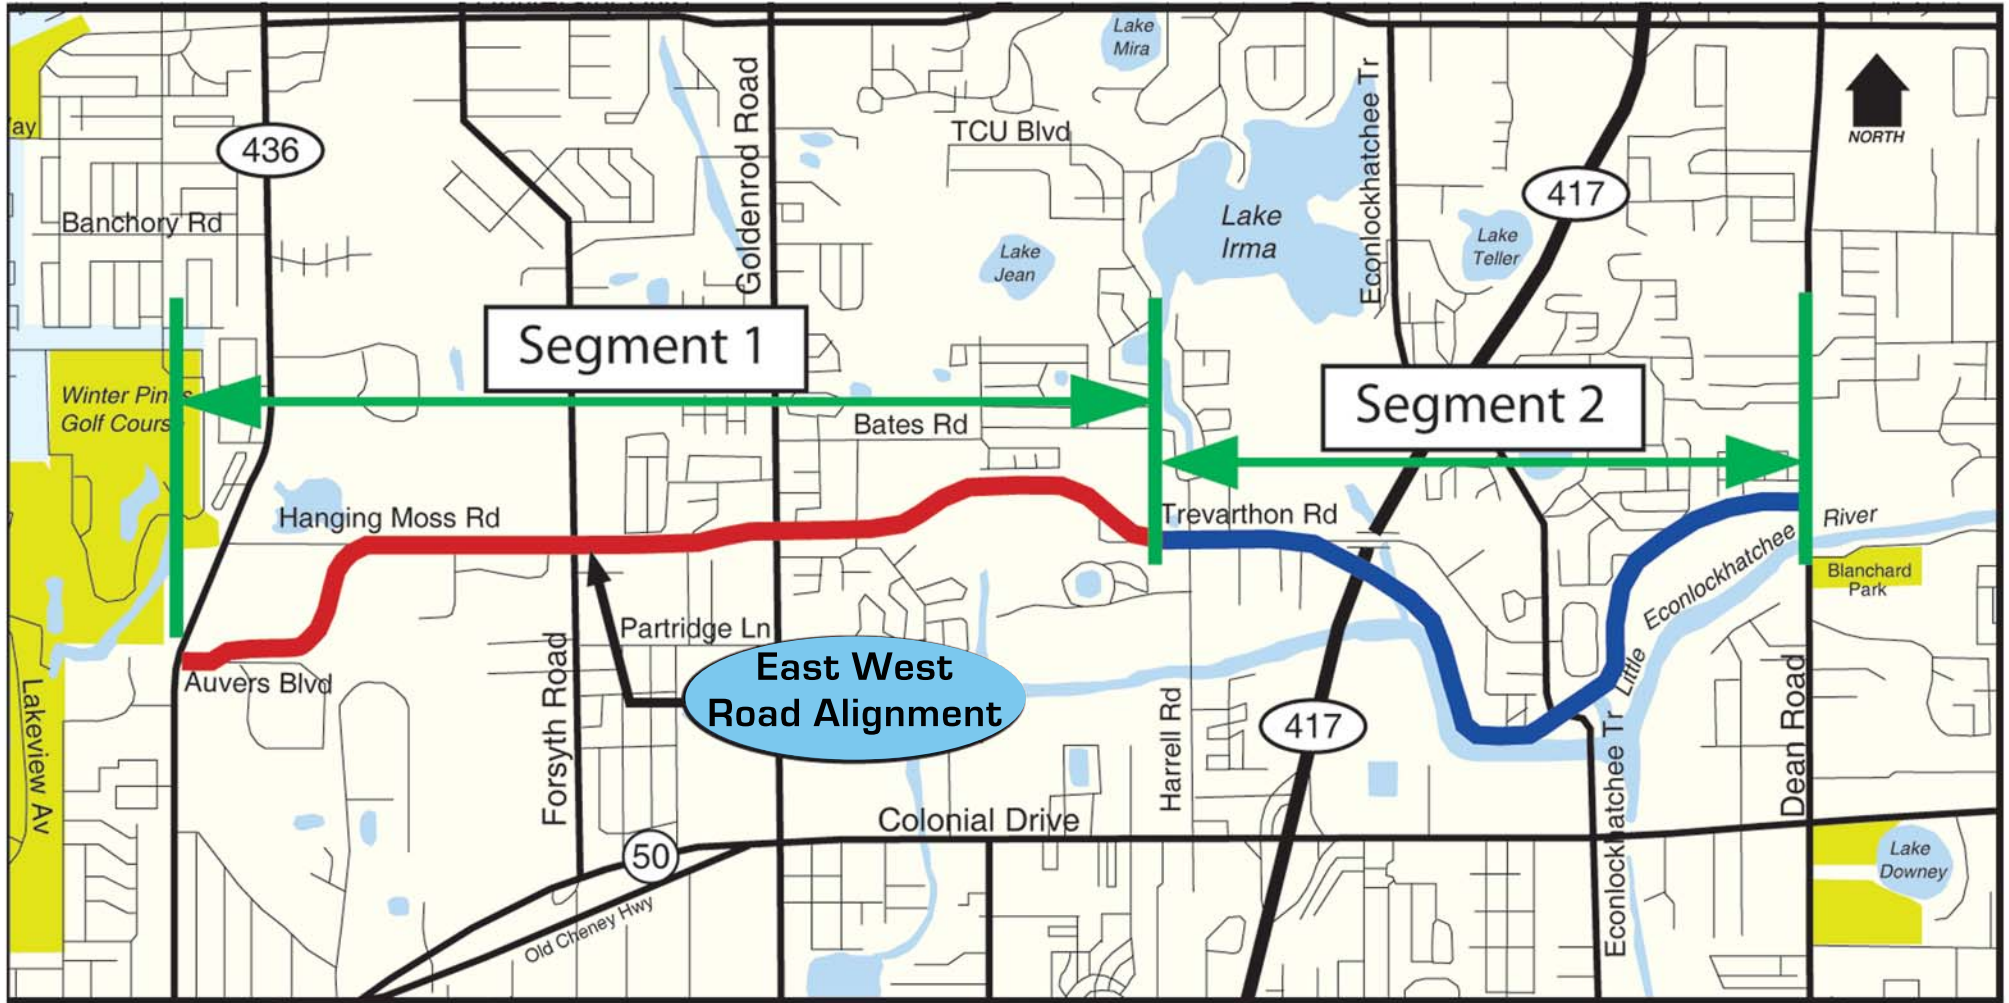 Lake
Mira
ay
436
Goldenrod Road
TCU Blvd
Econlockhatchee Tr
NORTH
417
Banchory Rd
Lake
Irma
Lake
Teller
Lake
Jean
Segment 1
Segment 2
Winter Pines
Golf Course
Bates Rd
Hanging Moss Rd
Trevarthon Rd
River
Econlockhatchee
Little
Blanchard
Park
Partridge Ln
East West
Road Alignment
Auvers Blvd
Lakeview Av
Forsyth Road
Harrell Rd
417
Econlockhatchee Tr
Dean Road
Colonial Drive
50
Old Cheney Hwy
Lake
Downey